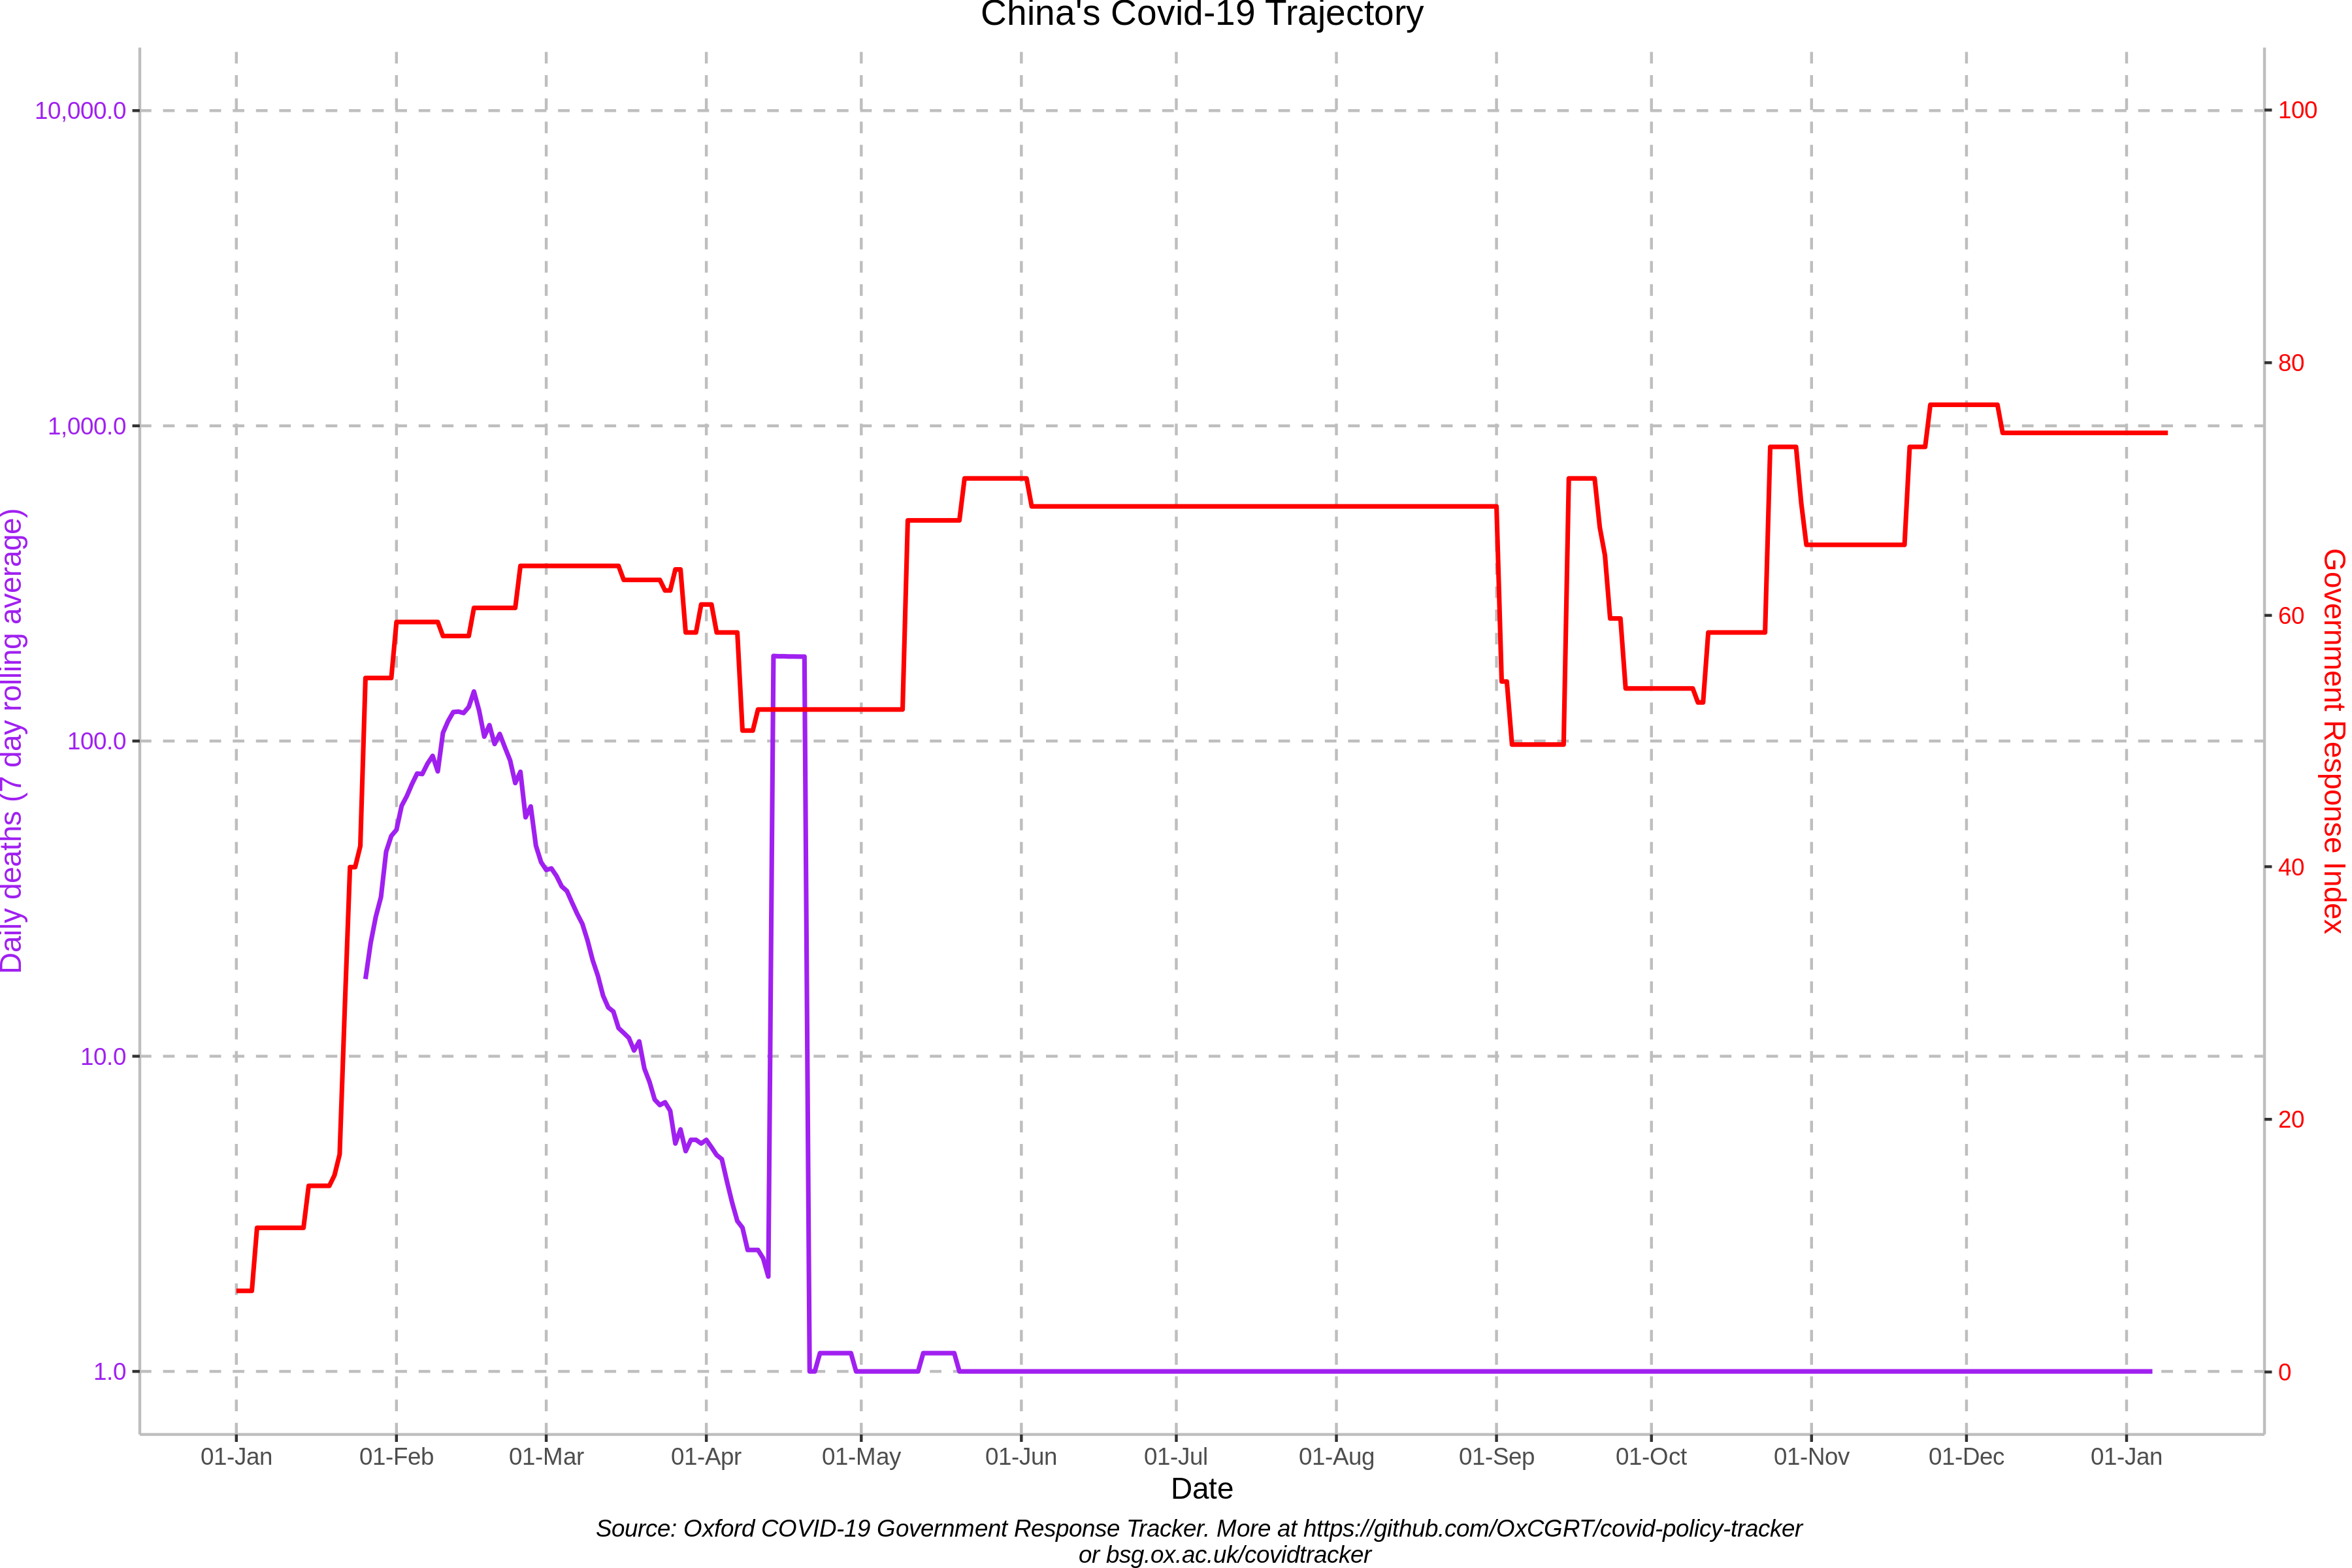 China's Covid-19 Trajectory
10,000.0
1,000.0
100.0
10.0
1.0
Daily deaths (7 day rolling average)
100
80
60
40
20
0
Government Response Index
01-Jan 01-Feb 01-Mar 01-Apr 01-May 01-Jun 01-Jul 01-Aug 01-Sep 01-Oct 01-Nov 01-Dec 01-Jan
Date
Source: Oxford COVID-19 Government Response Tracker. More at https://github.com/OxCGRT/covid-policy-tracker
or bsg.ox.ac.uk/covidtracker